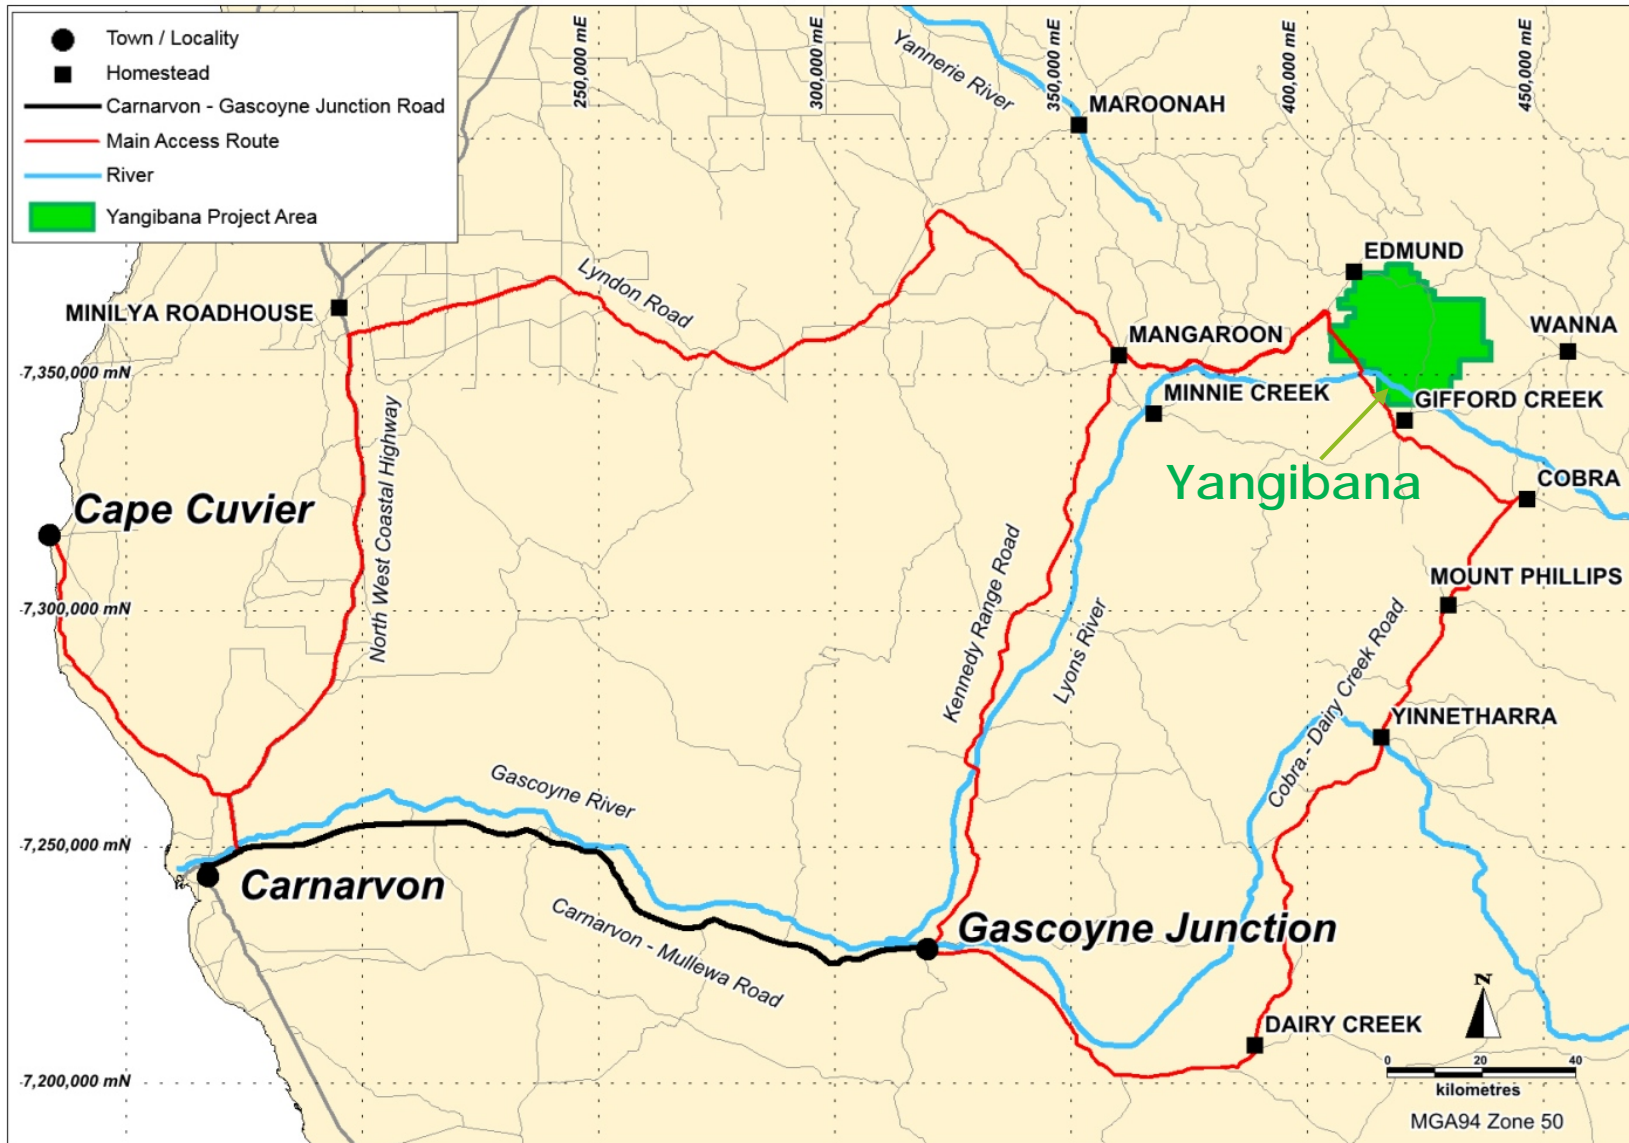 Town / Locality
Homestead
Carnarvon - Gascoyne Junction Road
Main Access Route
River
Yangibana Project Area
250,000 mE
300,000 mE
350,000 mE
400,000 mE
450,000 mE
Yannerie River
MAROONAH
EDMUND
MINILYA ROADHOUSE
Lyndon Road
MANGAROON
WANNA
7,350,000 mN
MINNIE CREEK
GIFFORD CREEK
Yangibana
COBRA
Cape Cuvier
North West Coastal Highway
Kennedy Range Road
Lyons River
MOUNT PHILLIPS
7,300,000 mN
Cobra - Dairy Creek Road
YINNETHARRA
Gascoyne River
7,250,000 mN
Carnarvon
Carnarvon - Mullewa Road
Gascoyne Junction
N
DAIRY CREEK
7,200,000 mN
0 20 40
kilometres
MGA94 Zone 50